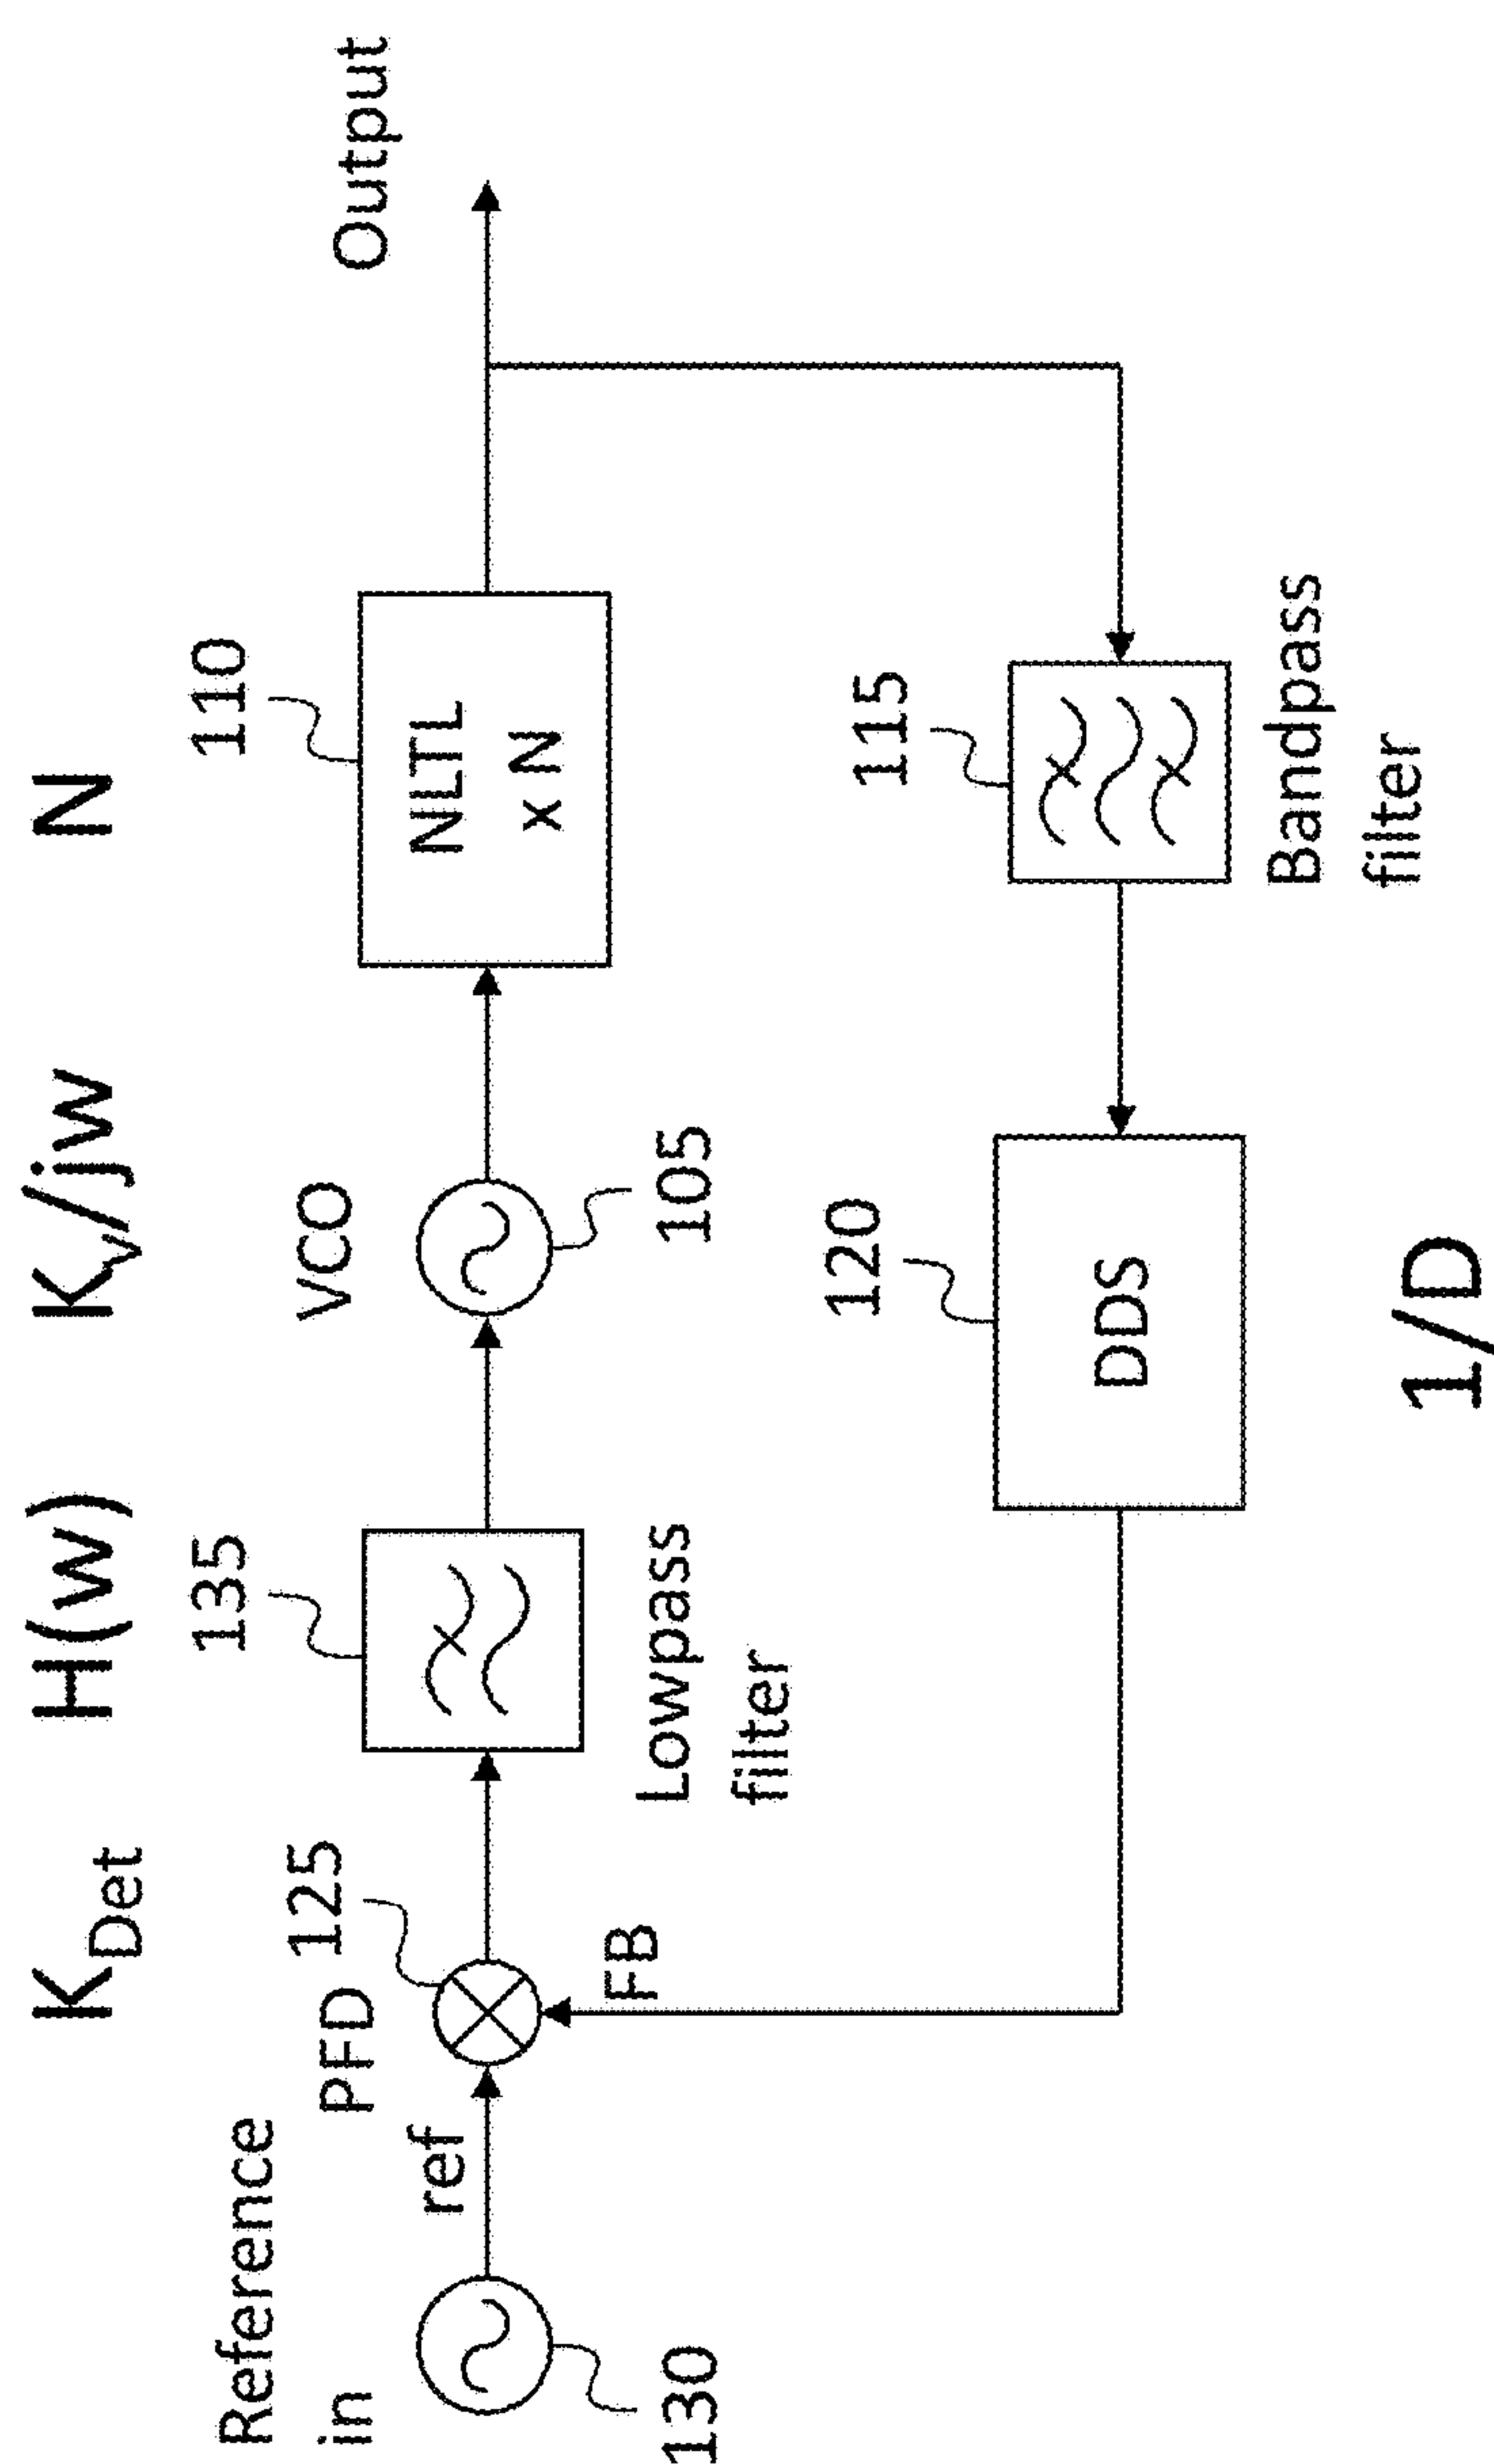 K_Det
H(w)
K_v/jw
N
Reference
in
PFD
125
135
VCO
110
Output
ref
NLTL
x N
FB
Lowpass
filter
105
130
120
115
DDS
Bandpass
filter
1/D